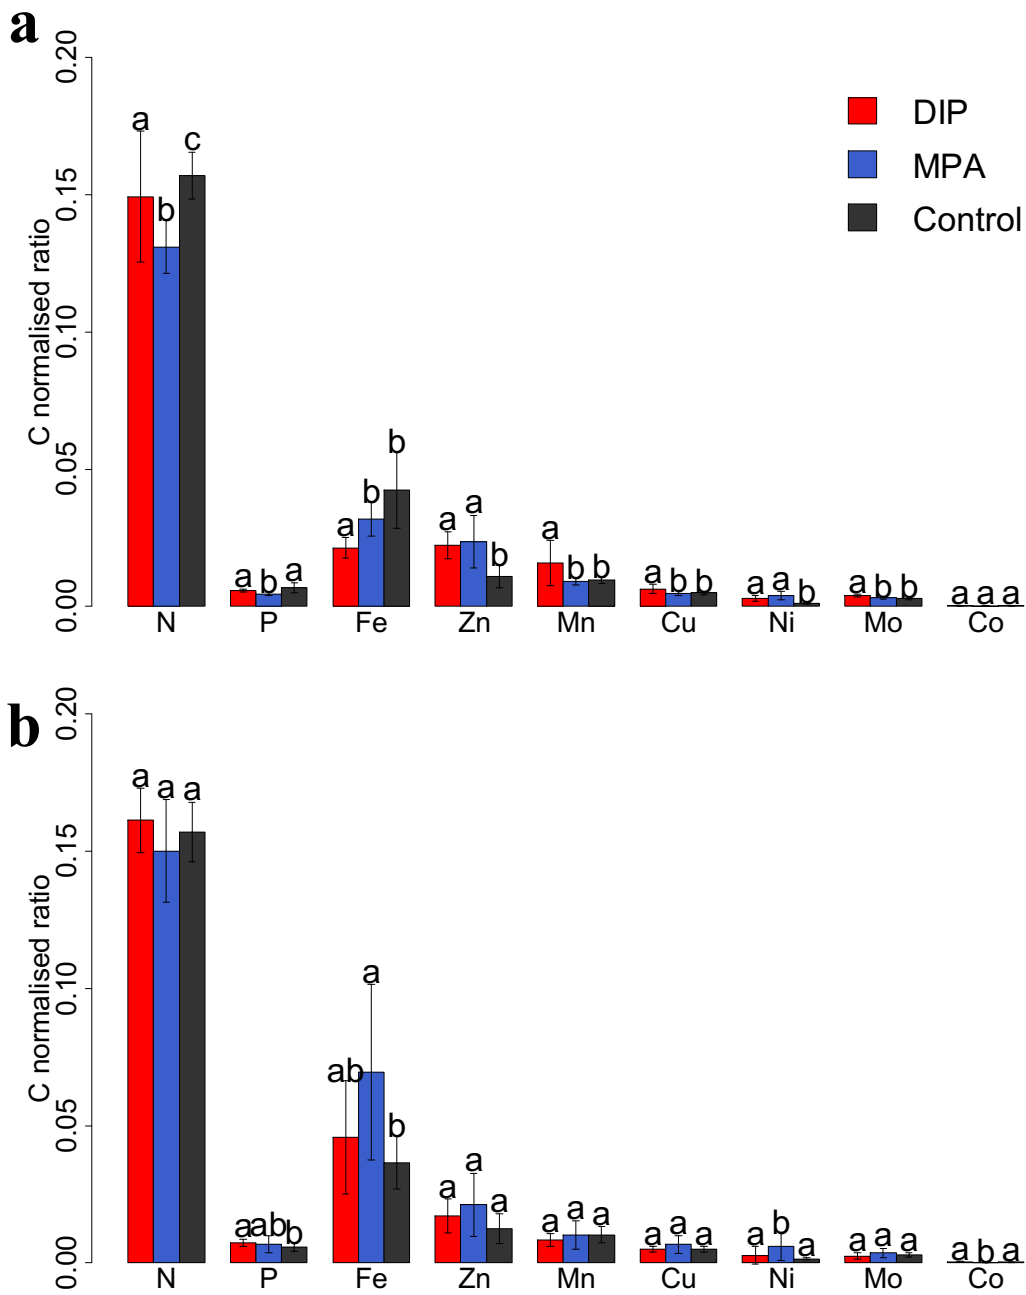 a
0.20
0.15
0.10
0.05
0.00
C normalised ratio
DIP
MPA
Control
a b c
a b a
a b b
a a b
a b b
a b b
a a b
a b b
a a a
N P Fe Zn Mn Cu Ni Mo Co
b
0.20
0.15
0.10
0.05
0.00
C normalised ratio
a a a
a ab b
ab a b
a a a
a a a
a a a
a b a
a a a
a b a
N P Fe Zn Mn Cu Ni Mo Co